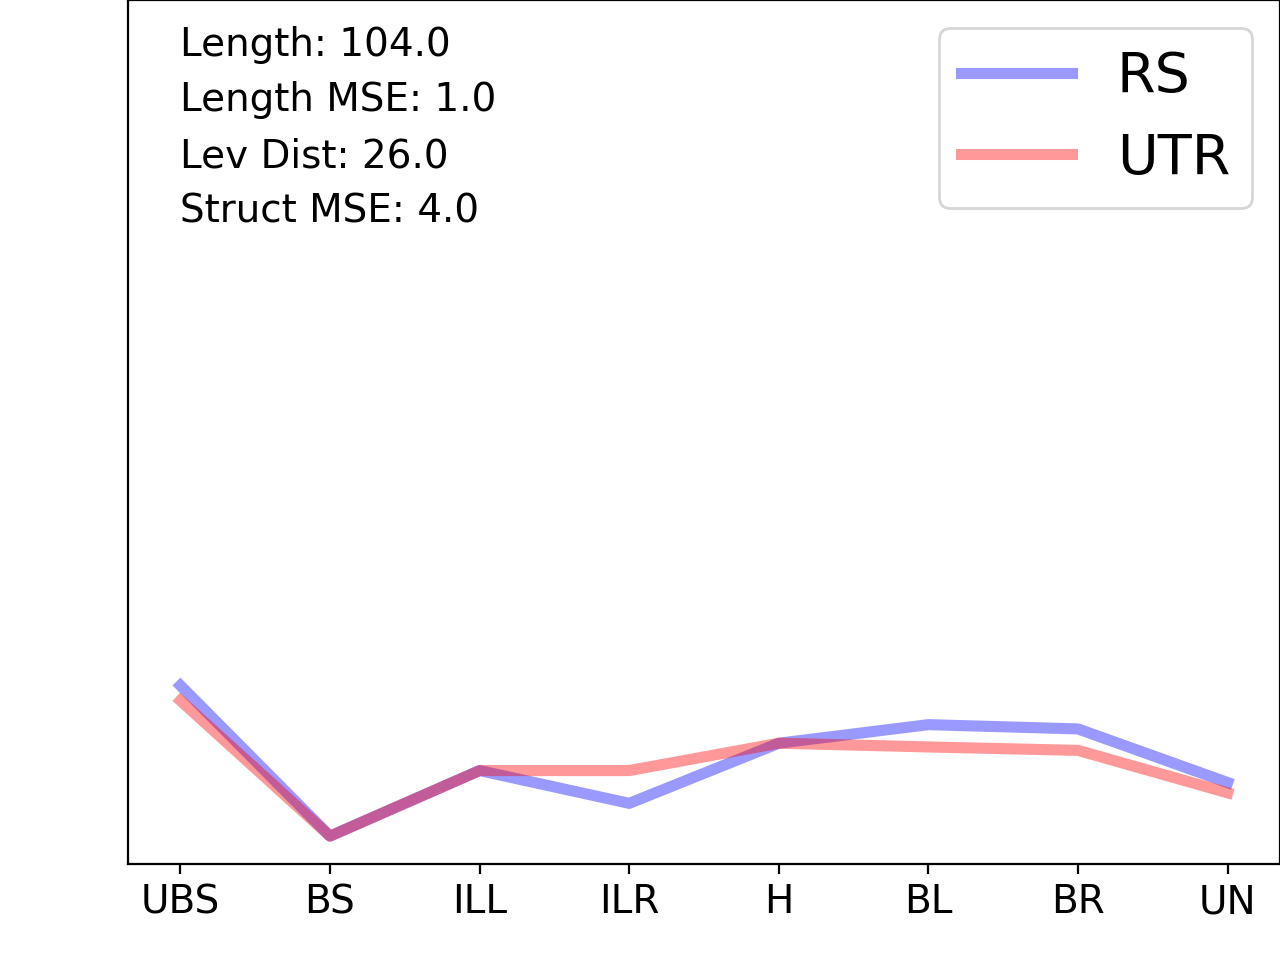 Length: 104.0
Length MSE: 1.0
Lev Dist: 26.0
Struct MSE: 4.0
RS
UTR
UBS BS ILL ILR H BL BR UN